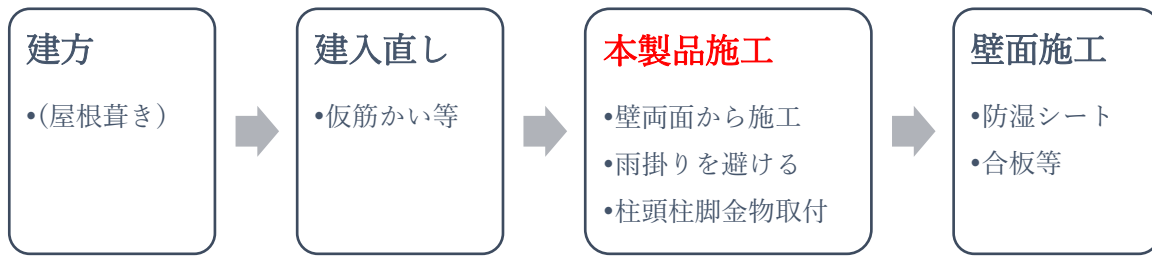 建方
•(屋根葺き)
建入直し
•仮筋かい等
本製品施工
•壁両面から施工
•雨掛りを避ける
•柱頭柱脚金物取付
壁面施工
•防湿シート
•合板等